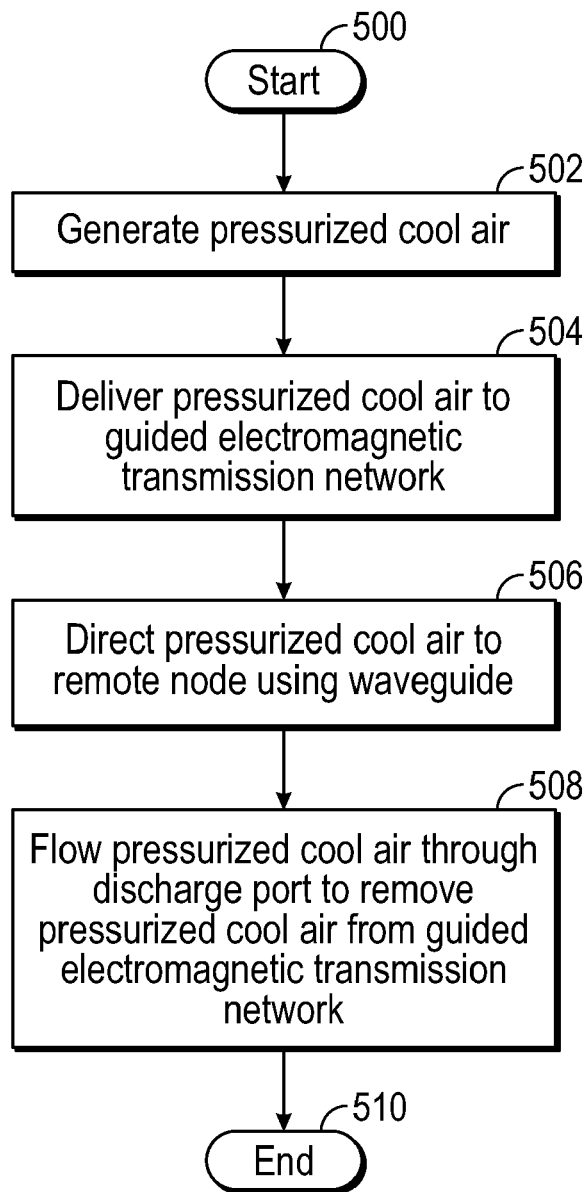 500
Start
502
Generate pressurized cool air
504
Deliver pressurized cool air to
guided electromagnetic
transmission network
506
Direct pressurized cool air to
remote node using waveguide
508
Flow pressurized cool air through
discharge port to remove
pressurized cool air from guided
electromagnetic transmission
network
510
End